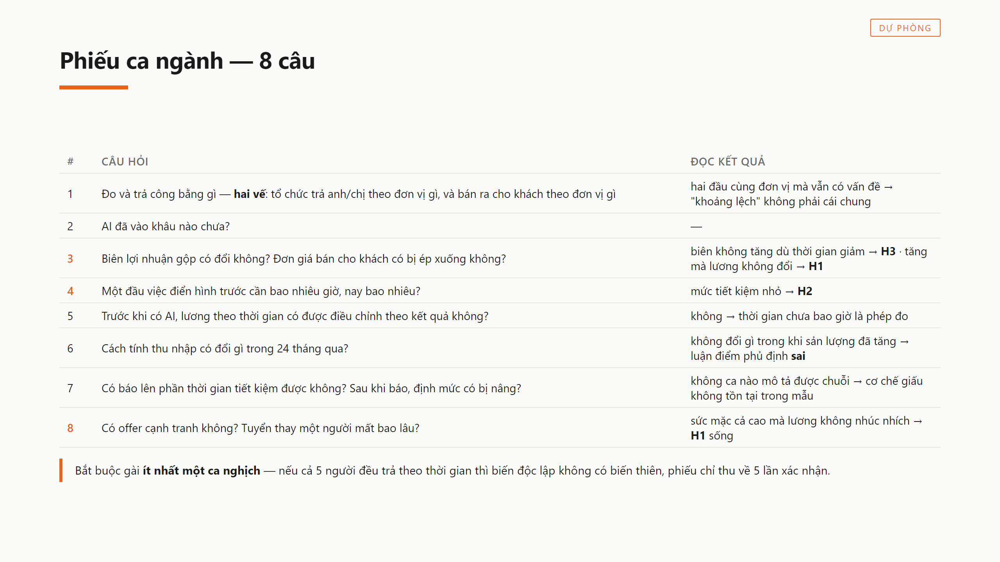 DỰ PHÒNG
Phiếu ca ngành — 8 câu
# CÂU HỎI ĐỌC KẾT QUẢ
1 Đo và trả công bằng gì — hai vế: tổ chức trả anh/chị theo đơn vị gì, và bán ra cho khách theo đơn vị gì
hai đầu cùng đơn vị mà vẫn có vấn đề →
"khoảng lệch" không phải cái chung
2 AI đã vào khâu nào chưa? —
3 Biên lợi nhuận gộp có đổi không? Đơn giá bán cho khách có bị ép xuống không?
biên không tăng dù thời gian giảm → H3 · tăng
mà lương không đổi → H1
4 Một đầu việc điển hình trước cần bao nhiêu giờ, nay bao nhiêu? mức tiết kiệm nhỏ → H2
5 Trước khi có AI, lương theo thời gian có được điều chỉnh theo kết quả không? không → thời gian chưa bao giờ là phép đo
6 Cách tính thu nhập có đổi gì trong 24 tháng qua?
không đổi gì trong khi sản lượng đã tăng →
luận điểm phủ định sai
7 Có báo lên phần thời gian tiết kiệm được không? Sau khi báo, định mức có bị nâng?
không ca nào mô tả được chuỗi → cơ chế giấu
không tồn tại trong mẫu
8 Có offer cạnh tranh không? Tuyển thay một người mất bao lâu?
sức mặc cả cao mà lương không nhúc nhích →
H1 sống
Bắt buộc gài ít nhất một ca nghịch — nếu cả 5 người đều trả theo thời gian thì biến độc lập không có biến thiên, phiếu chỉ thu về 5 lần xác nhận.